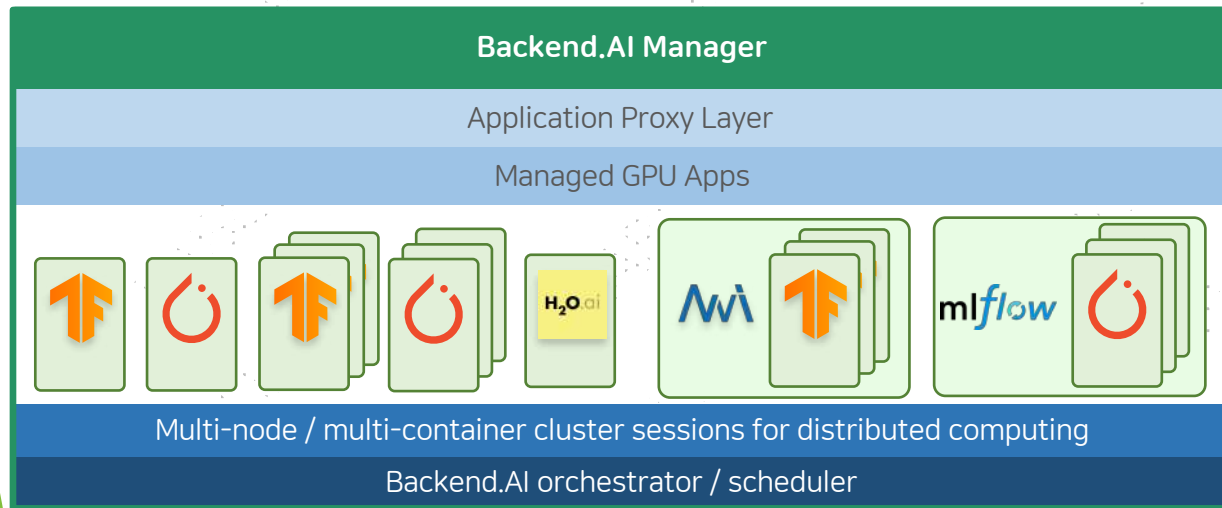 Backend.AI Manager
Application Proxy Layer
Managed GPU Apps
H₂O.ai
mlflow
Multi-node / multi-container cluster sessions for distributed computing
Backend.AI orchestrator / scheduler